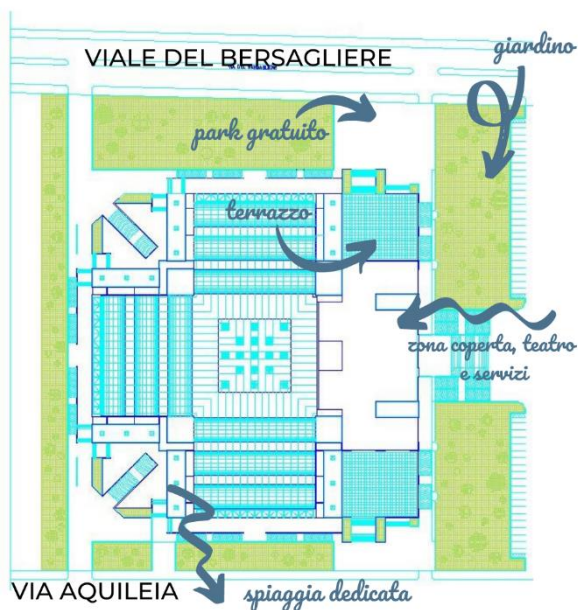 VIALE DEL BERSAGLIERE
giardino
park gratuito
terrazzo
zona coperta, teatro
e servizi
VIA AQUILEIA
spiaggia dedicata